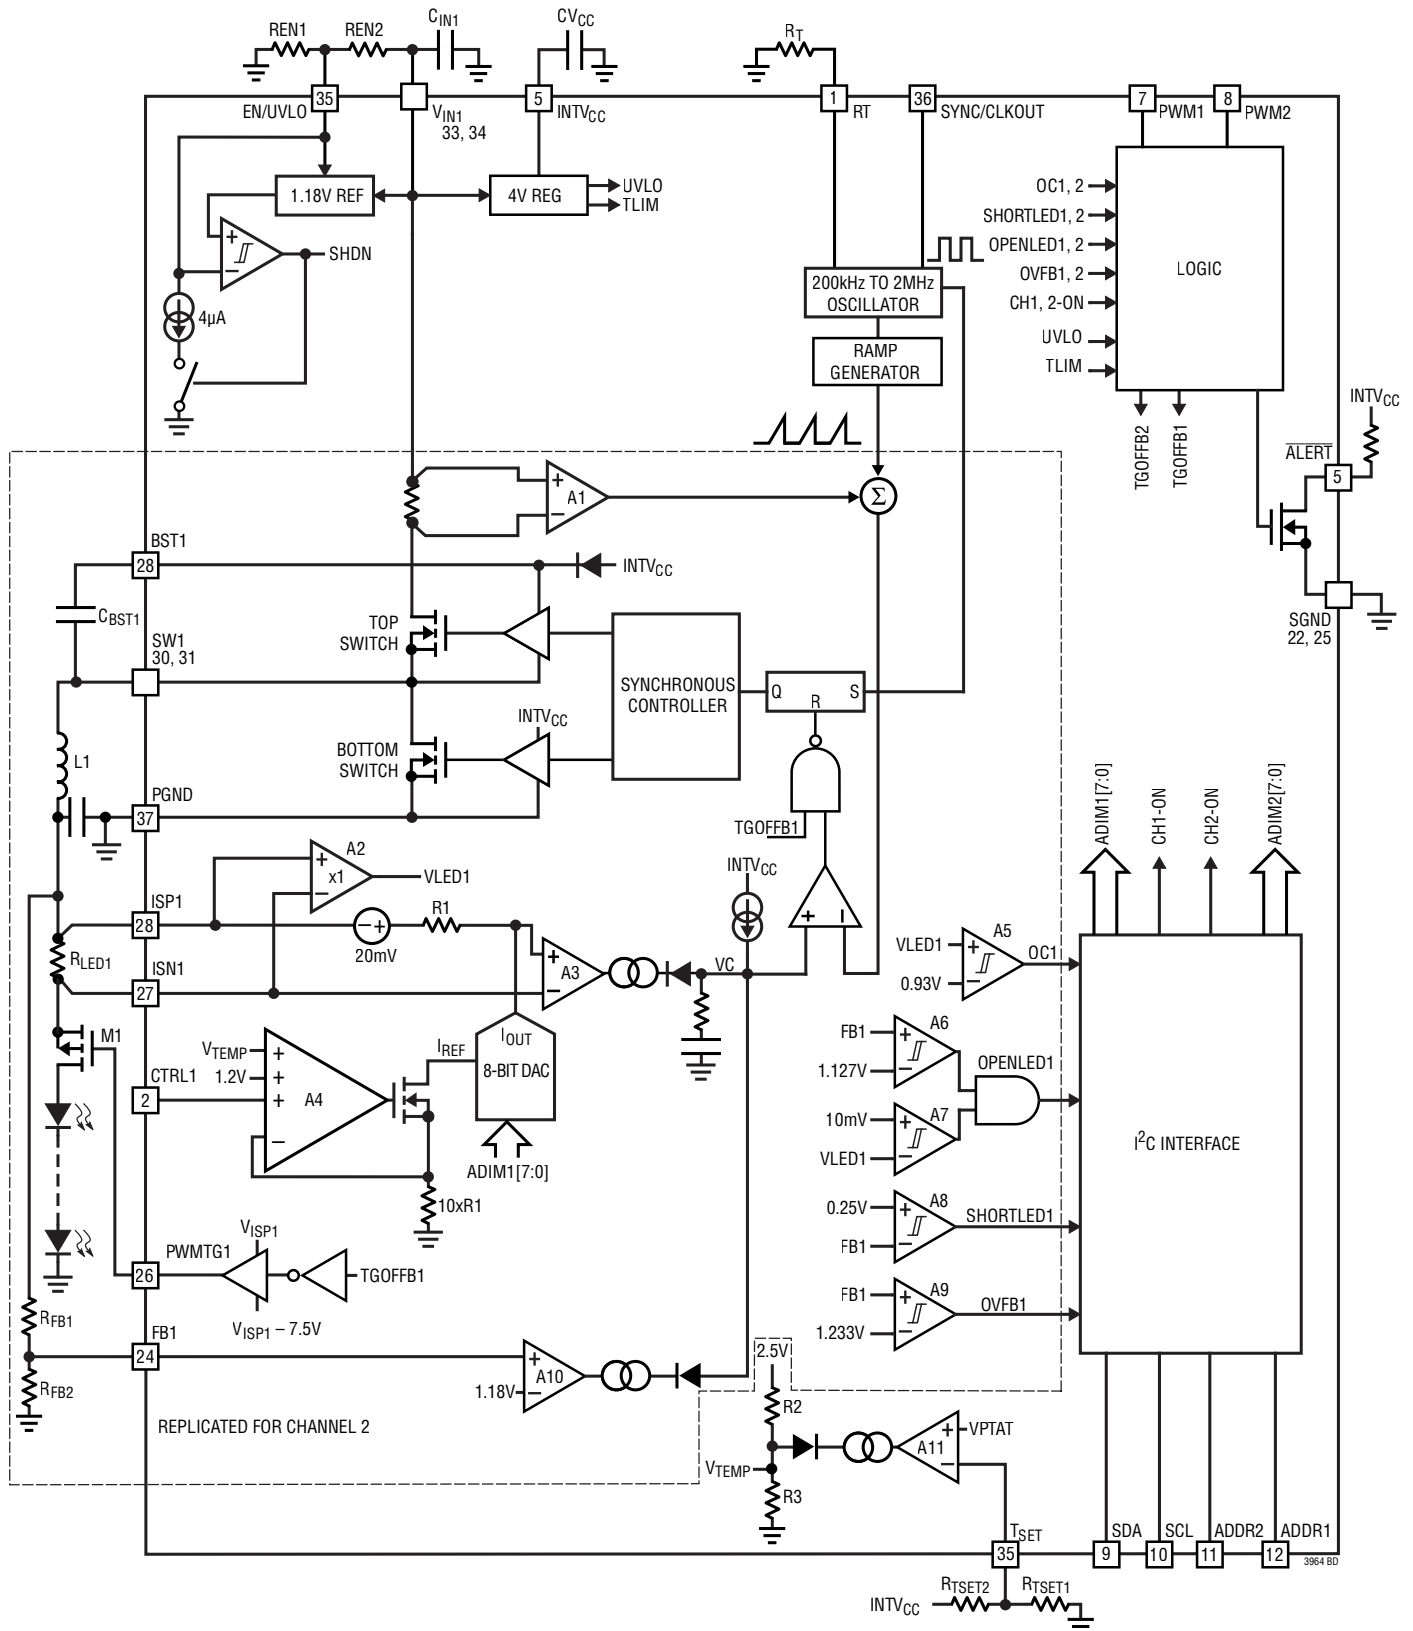 REN1
REN2
CIN1
CVCC
RT
35
5
1
36
7
8
EN/UVLO
VIN1
33, 34
INTVCC
RT
SYNC/CLKOUT
PWM1
PWM2
1.18V REF
4V REG
UVLO
TLIM
+
−
SHDN
4µA
200kHz TO 2MHz
OSCILLATOR
RAMP
GENERATOR
OC1, 2
SHORTLED1, 2
OPENLED1, 2
OVFB1, 2
CH1, 2-ON
UVLO
TLIM
LOGIC
TGOFFB2
TGOFFB1
INTVCC
ALERT
5
SGND
22, 25
+
−
A1
Σ
BST1
28
INTVCC
CBST1
SW1
30, 31
TOP
SWITCH
SYNCHRONOUS
CONTROLLER
Q
R
S
INTVCC
BOTTOM
SWITCH
L1
PGND
37
TGOFFB1
INTVCC
+
−
A2
+
x1
−
VLED1
ISP1
28
− +
20mV
R1
RLED1
ISN1
27
+
−
A3
VC
M1
CTRL1
2
VTEMP
1.2V
+
+
+
−
A4
IREF
IOUT
8-BIT DAC
ADIM1[7:0]
10xR1
ADIM1[7:0]
CH1-ON
CH2-ON
ADIM2[7:0]
VLED1
0.93V
+
−
A5
OC1
FB1
1.127V
+
−
A6
OPENLED1
10mV
VLED1
+
−
A7
0.25V
FB1
+
−
A8
SHORTLED1
FB1
1.233V
+
−
A9
OVFB1
I2C INTERFACE
VISP1
PWMTG1
26
TGOFFB1
VISP1 – 7.5V
RFB1
FB1
24
RFB2
+
−
A10
1.18V
REPLICATED FOR CHANNEL 2
2.5V
R2
VTEMP
R3
A11
+
−
VPTAT
TSET
35
SDA
SCL
ADDR2
ADDR1
9
10
11
12
3964 BD
INTVCC
RTSET2
RTSET1